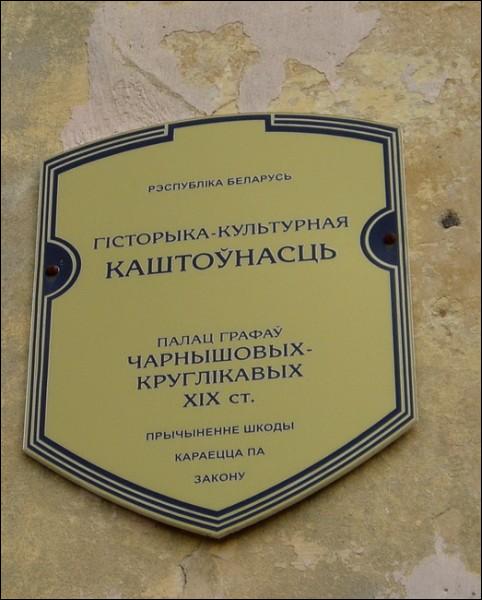 РЭСПУБЛІКА БЕЛАРУСЬ
ГІСТОРЫКА-КУЛЬТУРНАЯ
КАШТОЎНАСЦЬ
ПАЛАЦ ГРАФАЎ
ЧАРНЫШОВЫХ-
КРУГЛІКАВЫХ
XIX ст.
ПРЫЧЫНЕННЕ ШКОДЫ
КАРАЕЦЦА ПА
ЗАКОНУ